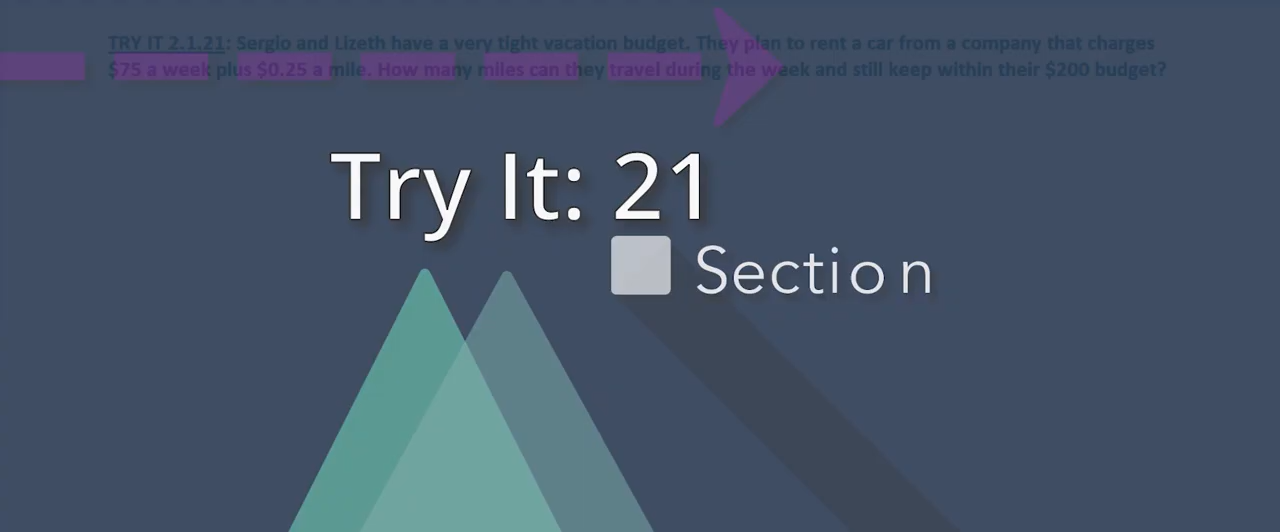 TRY IT 2.1.21: Sergio and Lizeth have a very tight vacation budget. They plan to rent a car from a company that charges
$75 a week plus $0.25 a mile. How many miles can they travel during the week and still keep within their $200 budget?
Try It: 21
Section